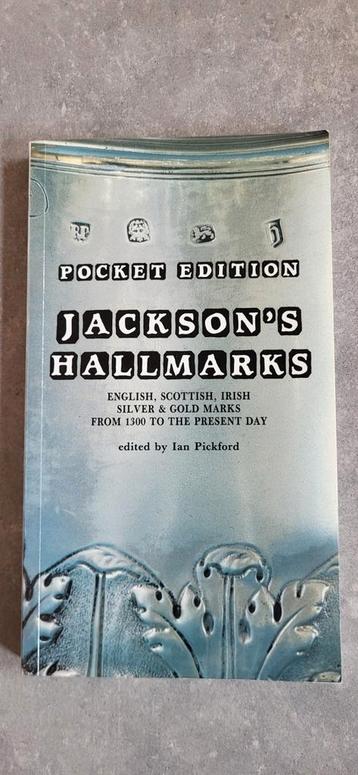 POCKET EDITION
JACKSON'S
HALLMARKS
ENGLISH, SCOTTISH, IRISH
SILVER & GOLD MARKS
FROM 1300 TO THE PRESENT DAY
edited by Ian Pickford